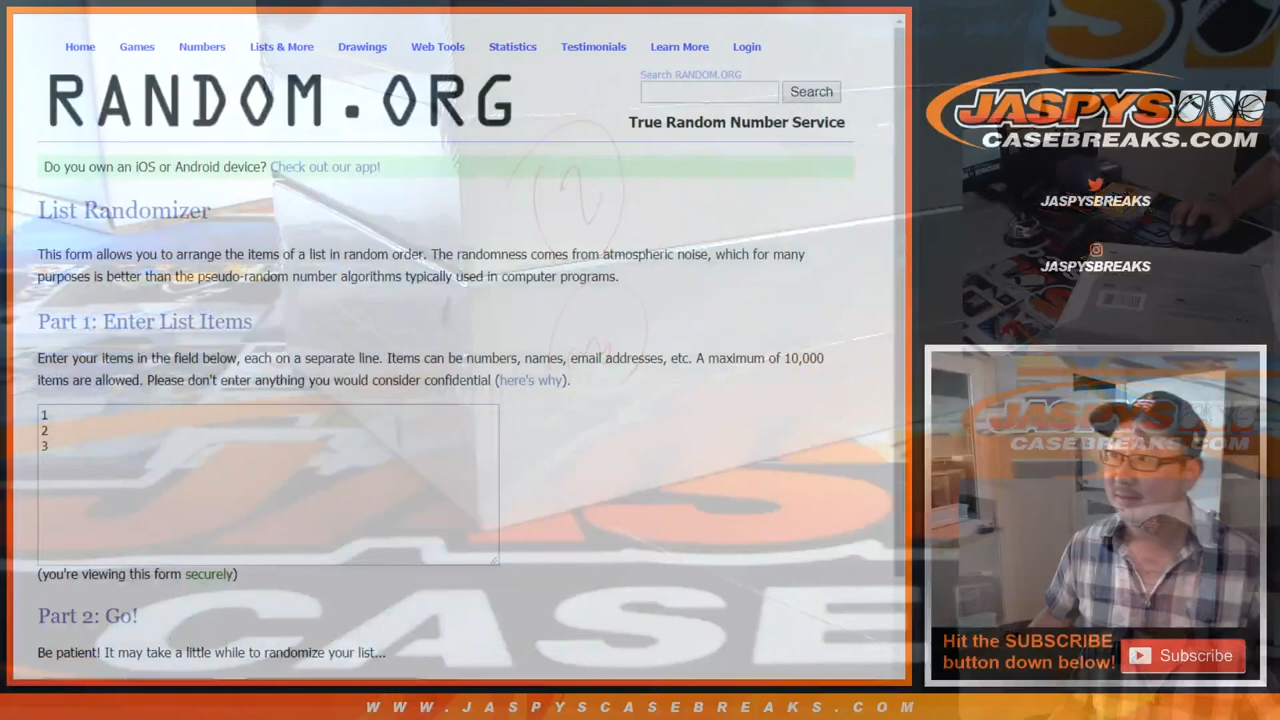 Home Games Numbers Lists & More Drawings Web Tools Statistics Testimonials Learn More Login
RANDOM.ORG
Search RANDOM.ORG
Search
True Random Number Service
Do you own an iOS or Android device? Check out our app!
List Randomizer
This form allows you to arrange the items of a list in random order. The randomness comes from atmospheric noise, which for many
purposes is better than the pseudo-random number algorithms typically used in computer programs.
Part 1: Enter List Items
Enter your items in the field below, each on a separate line. Items can be numbers, names, email addresses, etc. A maximum of 10,000
items are allowed. Please don't enter anything you would consider confidential (here's why).
1
2
3
(you're viewing this form securely)
Part 2: Go!
Be patient! It may take a little while to randomize your list...
2
CASE
JASPYS
CASEBREAKS.COM
JASPYSBREAKS
JASPYSBREAKS
JASPYS
CASEBREAKS.COM
Hit the SUBSCRIBE
button down below!
Subscribe
WWW.JASPYSCASEBREAKS.COM